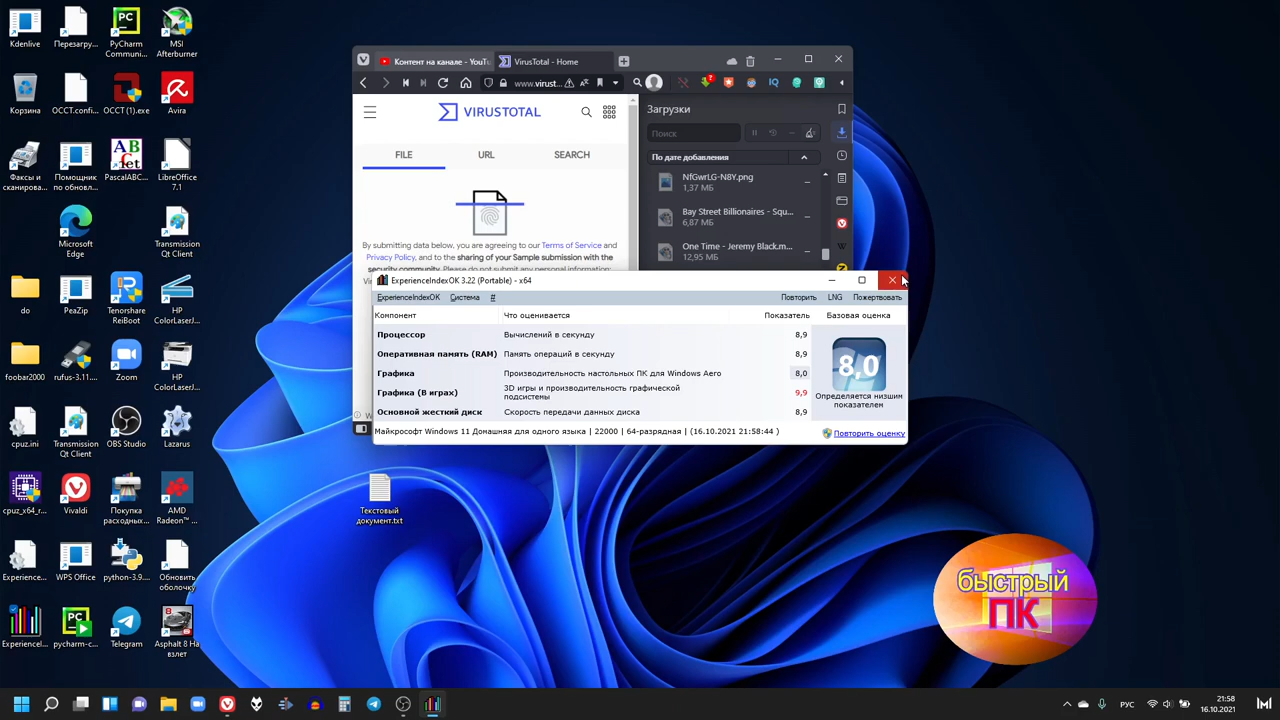 Kdenlive
Перезагру...
PyCharm
Communi...
MSI
Afterburner
Корзина
OCCT.confi...
OCCT (1).exe
Avira
Факсы и
сканирова...
Помощник
по обновл...
PascalABC....
LibreOffice
7.1
Microsoft
Edge
Transmission
Qt Client
do
PeaZip
Tenorshare
ReiBoot
HP
ColorLaserJ...
foobar2000
rufus-3.11....
Zoom
HP
ColorLaserJ...
cpuz.ini
Transmission
Qt Client
OBS Studio
Lazarus
cpuz_x64_r...
Vivaldi
Покупка
расходных...
AMD
Radeon™ ...
Experience...
WPS Office
python-3.9....
Обновить
оболочку
Experiencel...
pycharm-c...
Telegram
Asphalt 8 На
взлет
Текстовый
документ.txt
Контент на канале - YouTu
VirusTotal - Home
www.virust...
VIRUSTOTAL
FILE
URL
SEARCH
By submitting data below, you are agreeing to our Terms of Service and
Privacy Policy, and to the sharing of your Sample submission with the
security community. Please do not submit any personal information;
Загрузки
Поиск
По дате добавления
NfGwrLG-N8Y.png
1,37 МБ
Bay Street Billionaires - Squ...
6,87 МБ
One Time - Jeremy Black.m...
12,95 МБ
ExperienceIndexOK 3.22 (Portable) - x64
ExperienceIndexOK Система #
Повторить LNG Пожертвовать
Компонент Что оценивается Показатель Базовая оценка
Процессор Вычислений в секунду 8,9
Оперативная память (RAM) Память операций в секунду 8,9
Графика Производительность настольных ПК для Windows Aero 8,0
Графика (В играх) 3D игры и производительность графической
подсистемы 9,9
Основной жесткий диск Скорость передачи данных диска 8,9
8,0
Определяется низшим
показателем
Майкрософт Windows 11 Домашняя для одного языка | 22000 | 64-разрядная | (16.10.2021 21:58:44 )
Повторить оценку
быстрый
ПК
РУС
21:58
16.10.2021